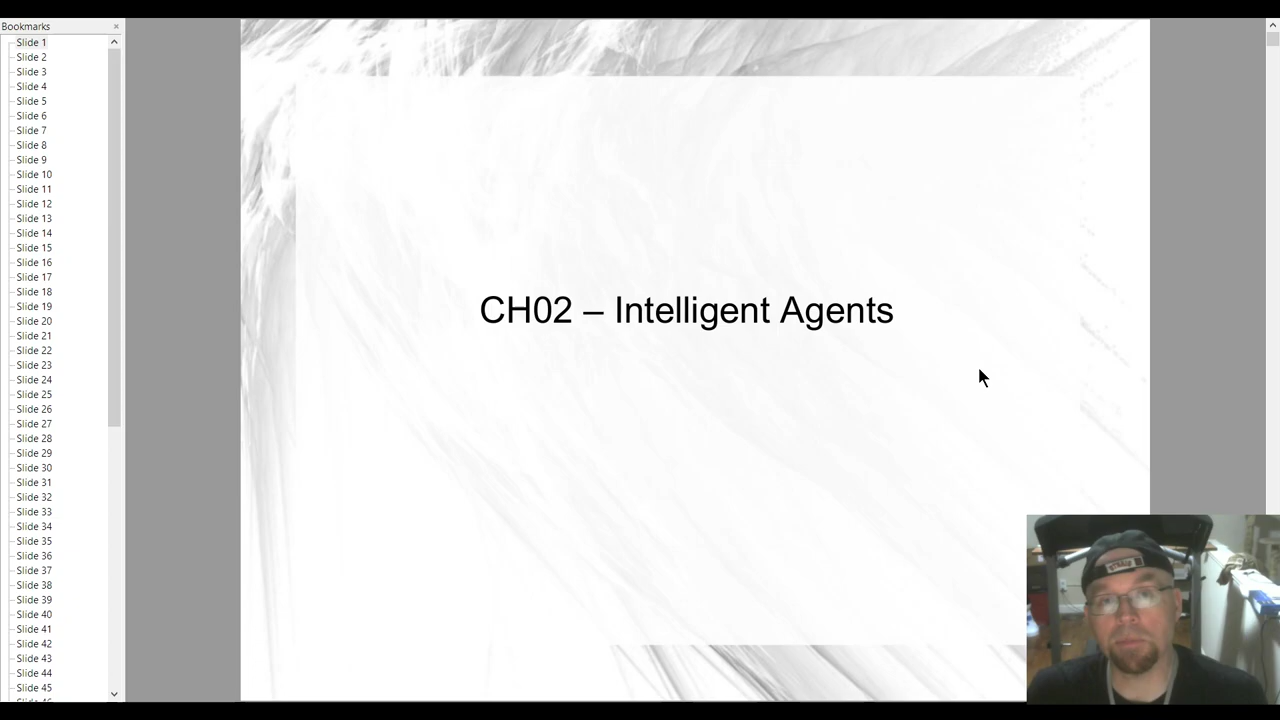 Bookmarks
Slide 1
Slide 2
Slide 3
Slide 4
Slide 5
Slide 6
Slide 7
Slide 8
Slide 9
Slide 10
Slide 11
Slide 12
Slide 13
Slide 14
Slide 15
Slide 16
Slide 17
Slide 18
Slide 19
Slide 20
Slide 21
Slide 22
Slide 23
Slide 24
Slide 25
Slide 26
Slide 27
Slide 28
Slide 29
Slide 30
Slide 31
Slide 32
Slide 33
Slide 34
Slide 35
Slide 36
Slide 37
Slide 38
Slide 39
Slide 40
Slide 41
Slide 42
Slide 43
Slide 44
Slide 45
CH02 – Intelligent Agents